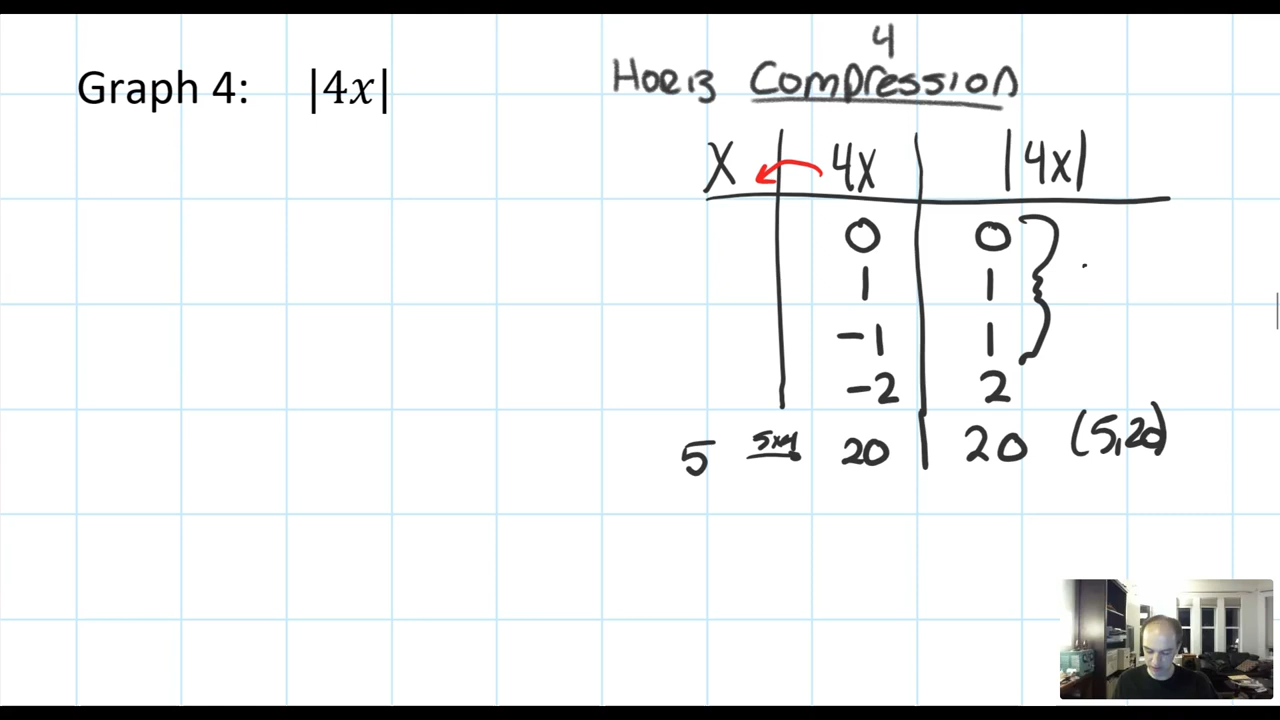 Graph 4: |4x|
4
Horiz Compression
x 4x |4x|
0 0
1 1
-1 1
-2 2
5 5x4 20 20 (5,20)